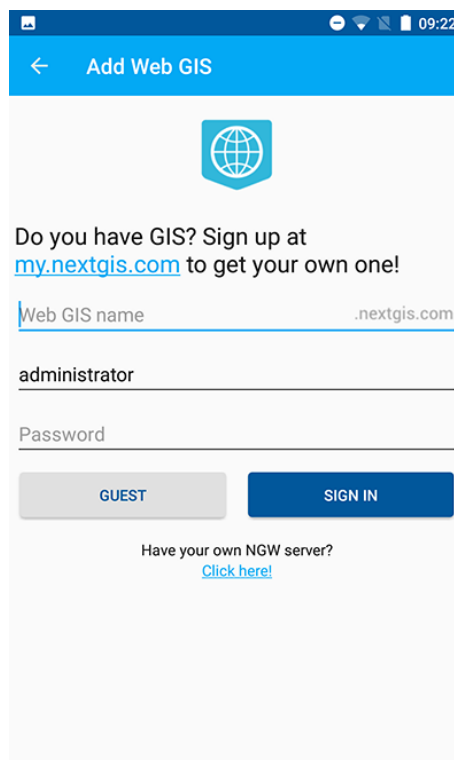 09:22
Add Web GIS
Do you have GIS? Sign up at
my.nextgis.com to get your own one!
Web GIS name .nextgis.com
administrator
Password
GUEST SIGN IN
Have your own NGW server?
Click here!